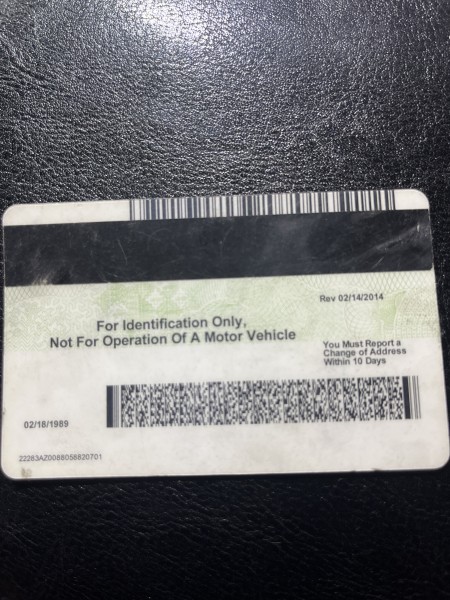 Rev 02/14/2014
For Identification Only,
Not For Operation Of A Motor Vehicle
You Must Report a
Change of Address
Within 10 Days
02/18/1989
22283AZ0088058820701